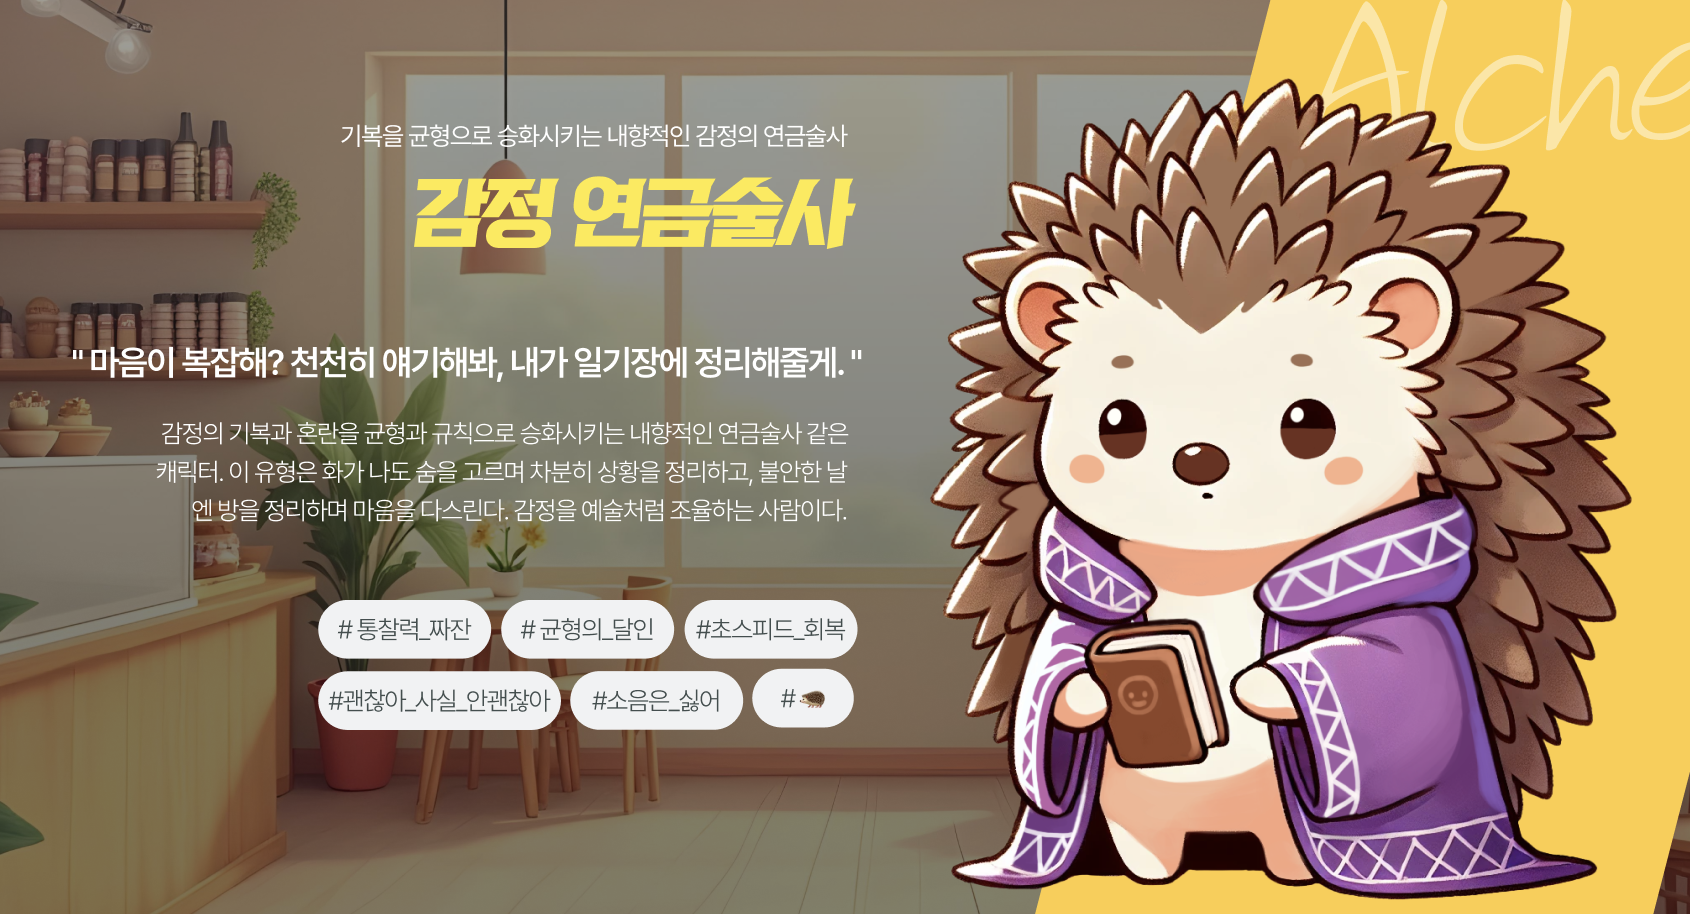 Alche
기복을 균형으로 승화시키는 내향적인 감정의 연금술사
감정 연금술사
" 마음이 복잡해? 천천히 얘기해봐, 내가 일기장에 정리해줄게. "
감정의 기복과 혼란을 균형과 규칙으로 승화시키는 내향적인 연금술사 같은
캐릭터. 이 유형은 화가 나도 숨을 고르며 차분히 상황을 정리하고, 불안한 날
엔 방을 정리하며 마음을 다스린다. 감정을 예술처럼 조율하는 사람이다.
# 통찰력_짜잔 # 균형의_달인 #초스피드_회복
#괜찮아_사실_안괜찮아 #소음은_싫어 #🦔